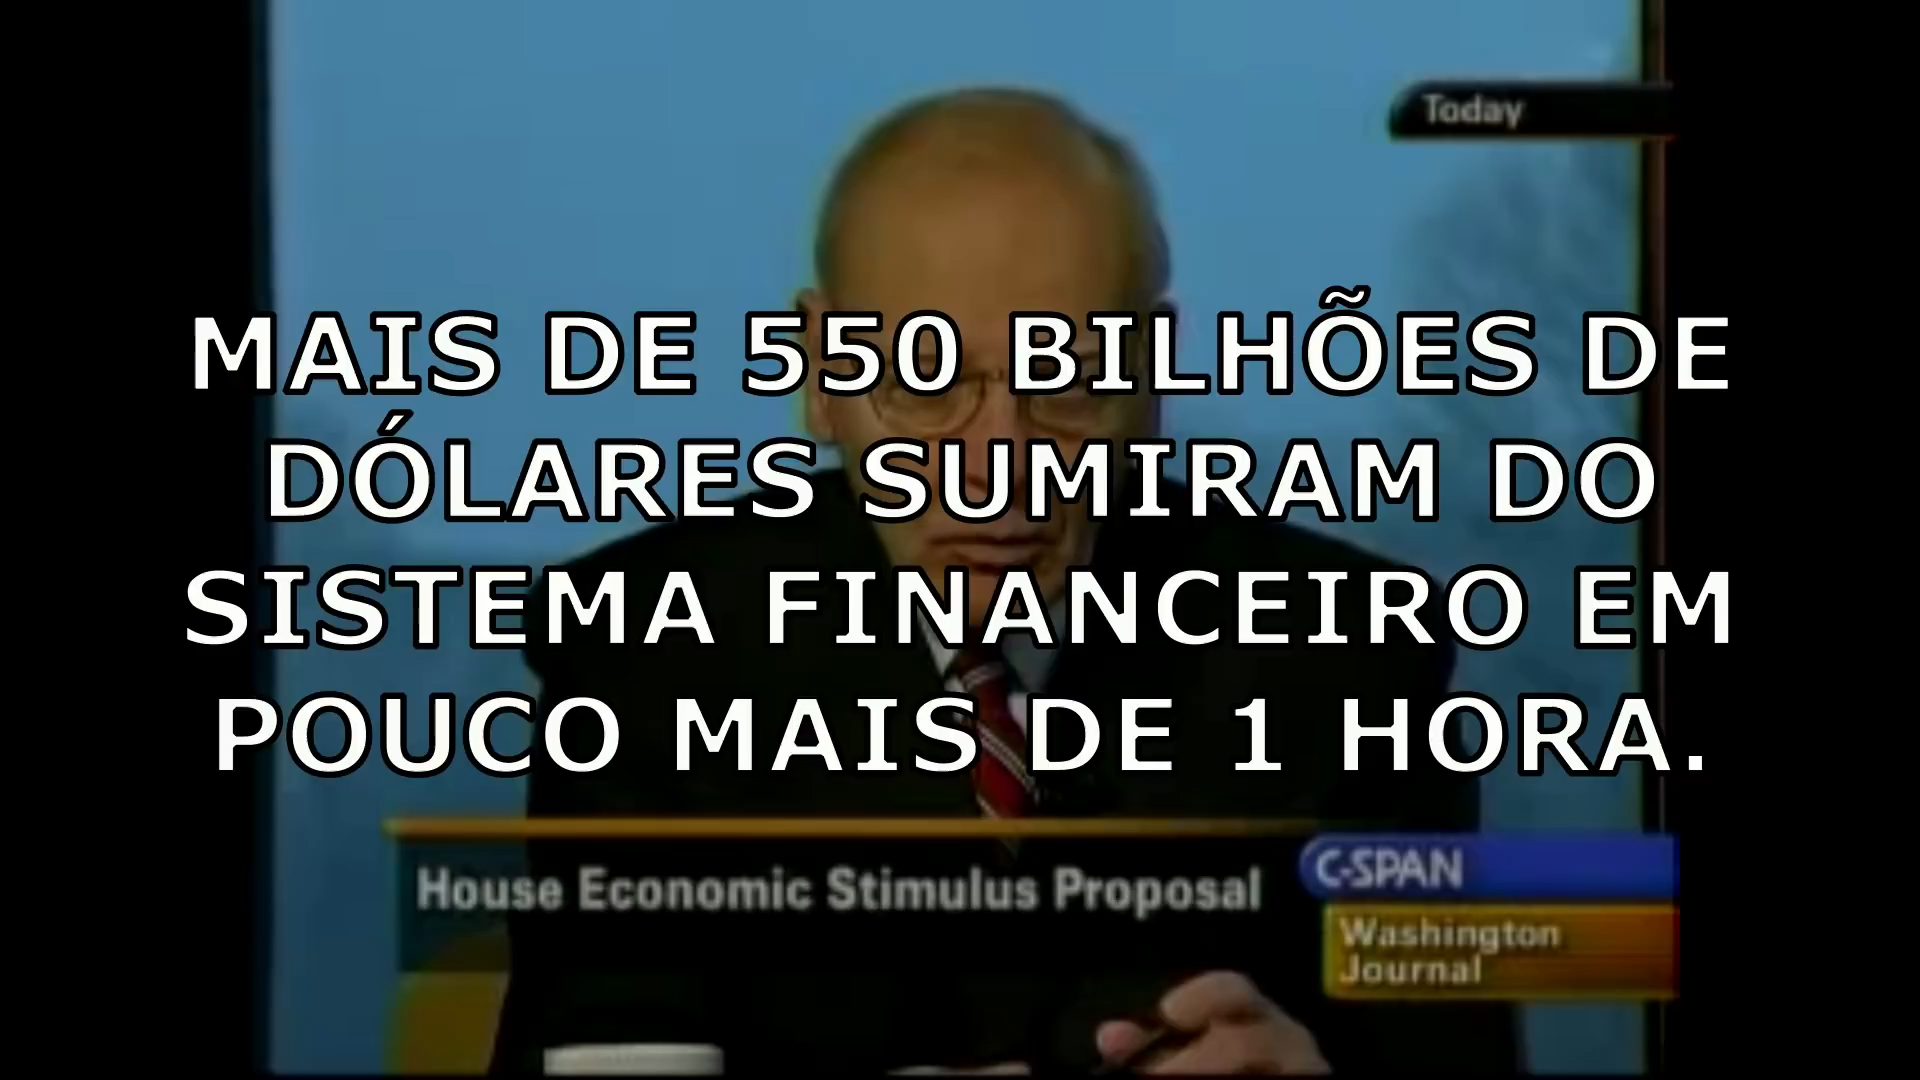 Today
MAIS DE 550 BILHÕES DE
DÓLARES SUMIRAM DO
SISTEMA FINANCEIRO EM
POUCO MAIS DE 1 HORA.
House Economic Stimulus Proposal
C-SPAN
Washington
Journal